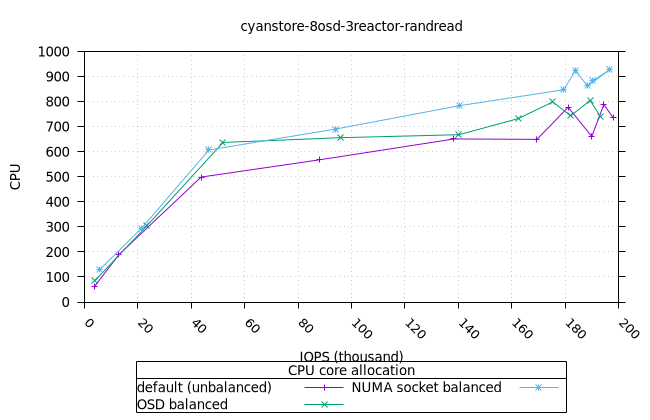 cyanstore-8osd-3reactor-randread
1000
900
800
700
600
500
400
300
200
100
0
CPU
0 20 40 60 80 100 120 140 160 180 200
IOPS (thousand)
CPU core allocation
default (unbalanced) NUMA socket balanced
OSD balanced